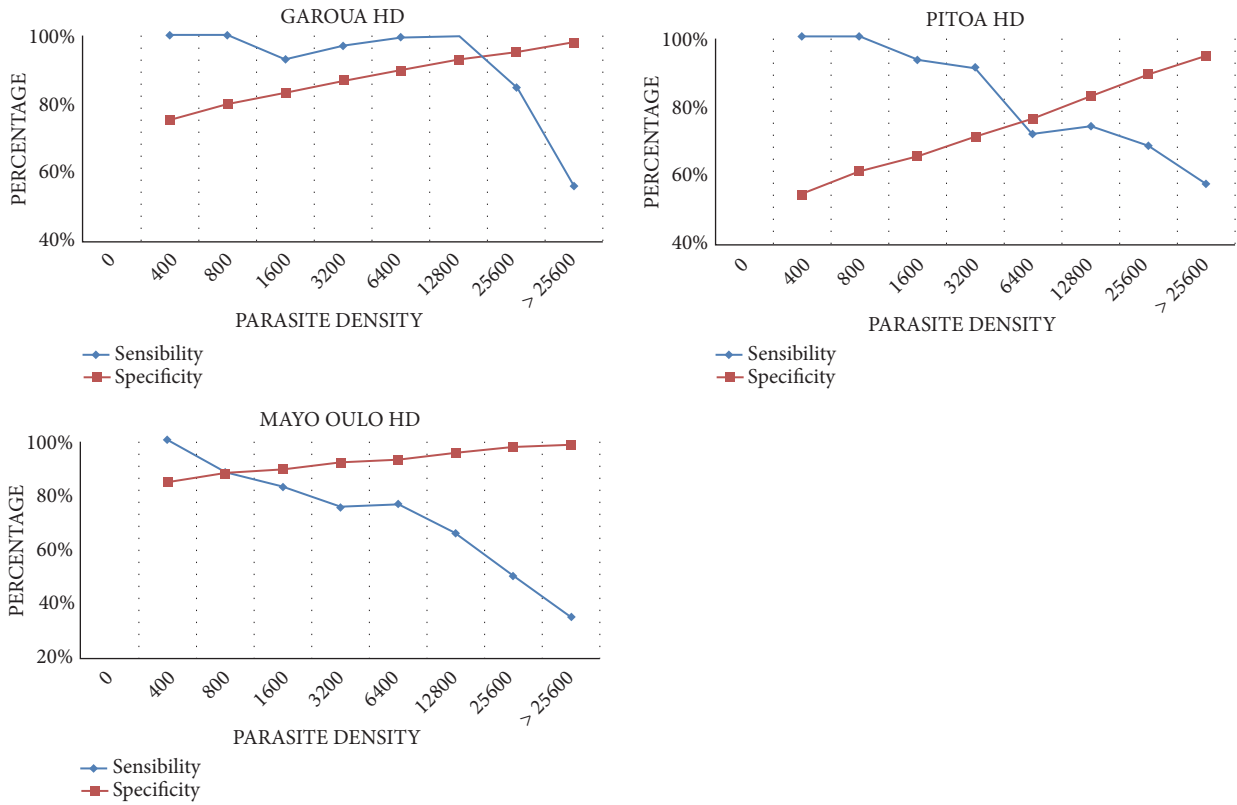 GAROUA HD
100%
80%
60%
40%
PERCENTAGE
0
400
800
1600
3200
6400
12800
25600
> 25600
PARASITE DENSITY
Sensibility
Specificity
PITOA HD
100%
80%
60%
40%
PERCENTAGE
0
400
800
1600
3200
6400
12800
25600
> 25600
PARASITE DENSITY
Sensibility
Specificity
MAYO OULO HD
100%
80%
60%
40%
20%
PERCENTAGE
0
400
800
1600
3200
6400
12800
25600
> 25600
PARASITE DENSITY
Sensibility
Specificity